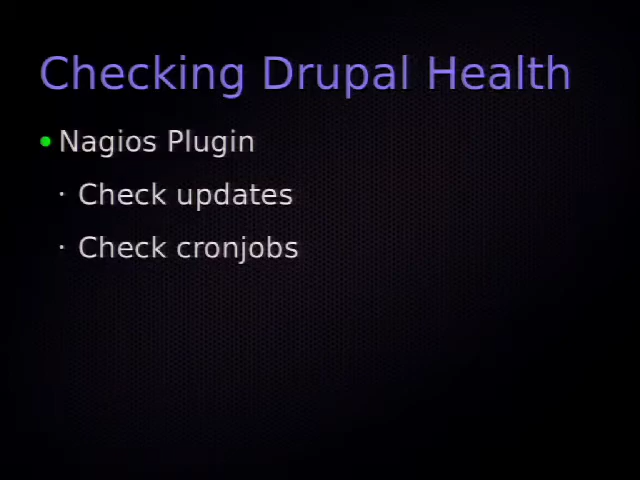 Checking Drupal Health
• Nagios Plugin
· Check updates
· Check cronjobs